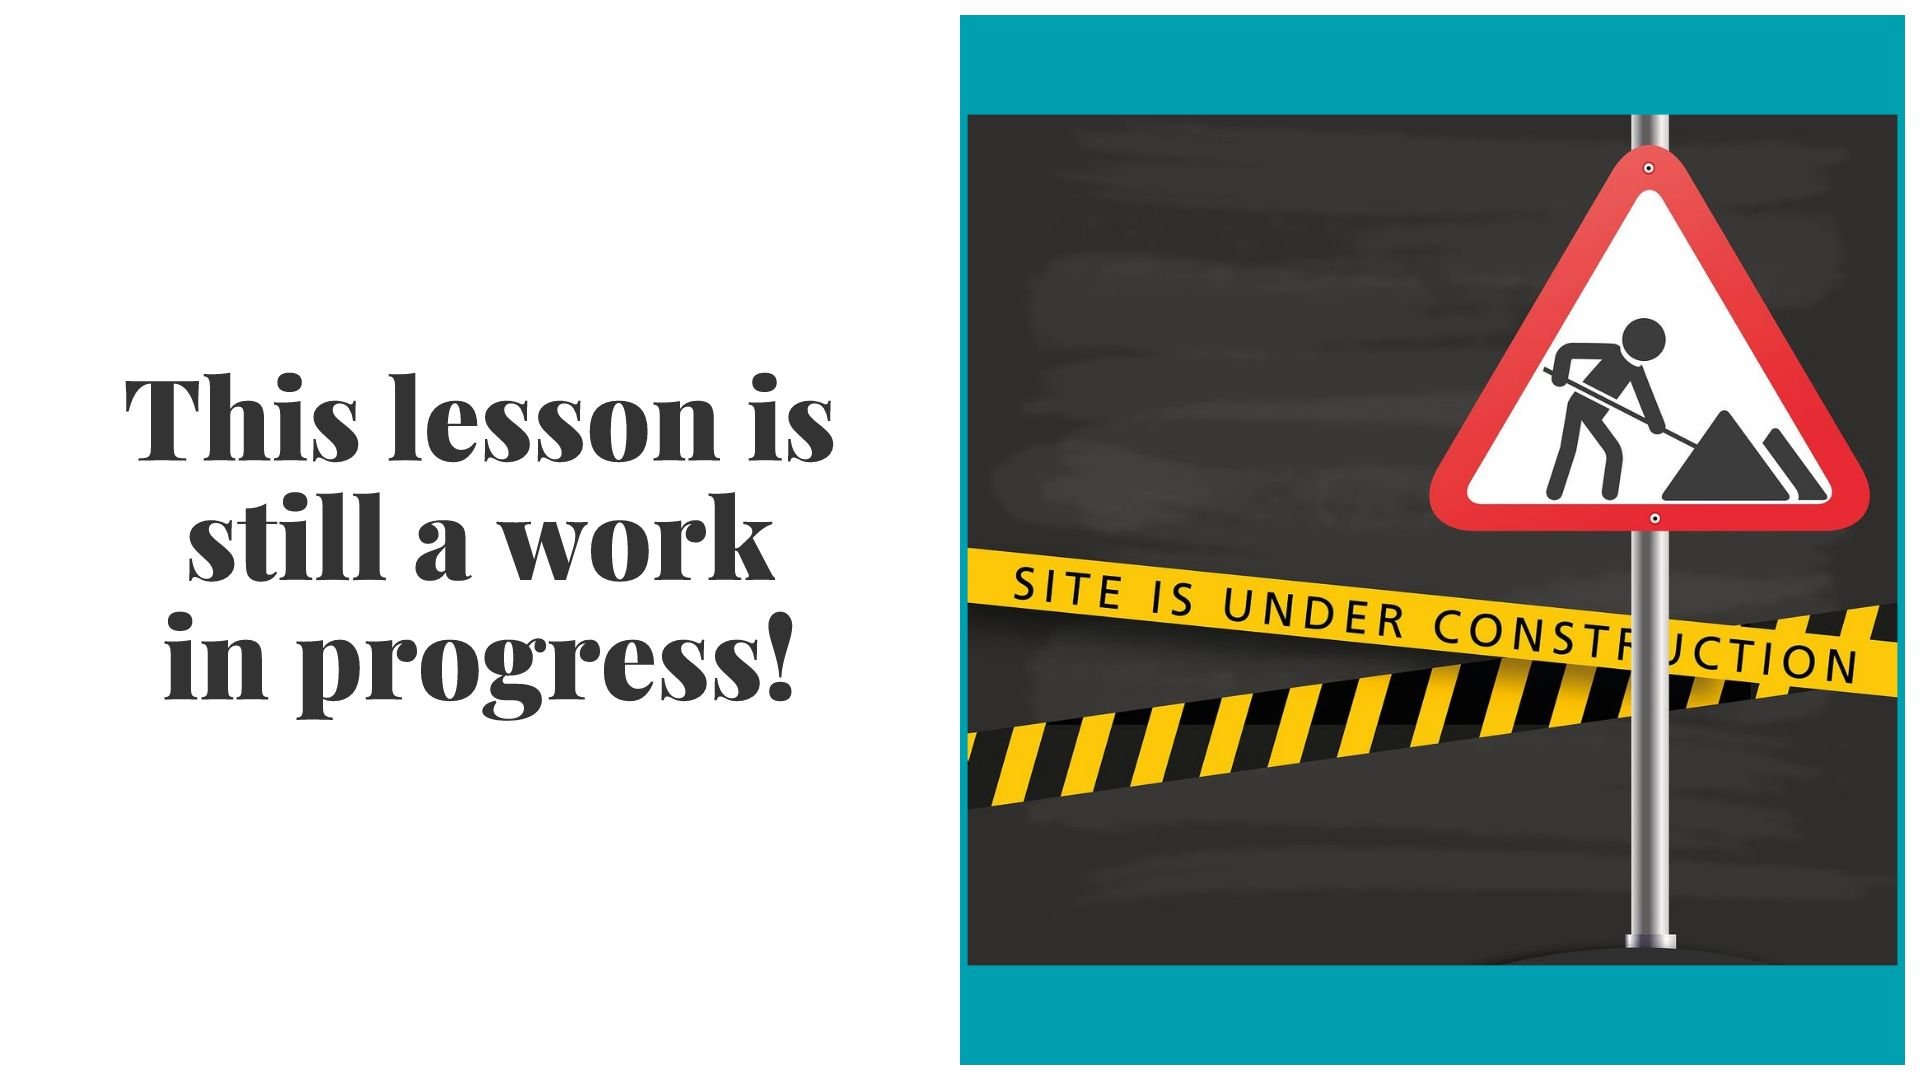 This lesson is
still a work
in progress!
SITE IS UNDER CONSTRUCTION